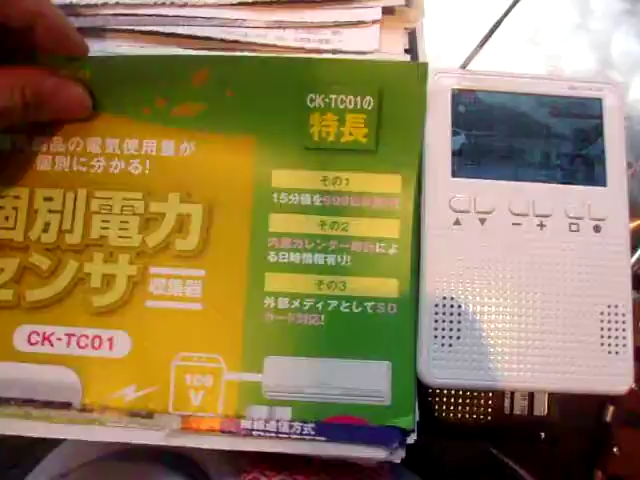 CK-TC01の
特長
品の電気使用量が
個別に分かる!
個別電力
センサ
収集器
CK-TC01
その1
15分値を
その2
内蔵カレンダー時計によ
る日時情報有り!
その3
外部メディアとしてSD
カード対応!
100
V
無線通信方式